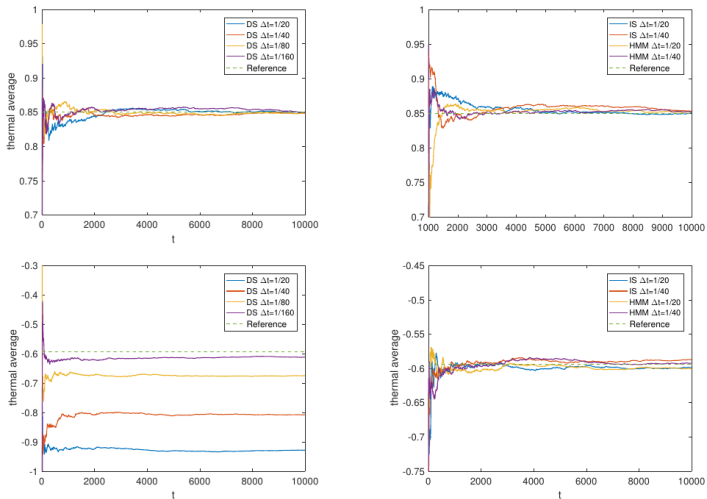 1
0.95
0.9
0.85
0.8
0.75
0.7
thermal average
0
2000
4000
6000
8000
10000
t
DS Δt=1/20
DS Δt=1/40
DS Δt=1/80
DS Δt=1/160
Reference
1
0.95
0.9
0.85
0.8
0.75
0.7
thermal average
1000
2000
3000
4000
5000
6000
7000
8000
9000
10000
IS Δt=1/20
IS Δt=1/40
HMM Δt=1/20
HMM Δt=1/40
Reference
-0.3
-0.4
-0.5
-0.6
-0.7
-0.8
-0.9
-1
thermal average
0
2000
4000
6000
8000
10000
t
DS Δt=1/20
DS Δt=1/40
DS Δt=1/80
DS Δt=1/160
Reference
-0.45
-0.5
-0.55
-0.6
-0.65
-0.7
-0.75
thermal average
0
2000
4000
6000
8000
10000
t
IS Δt=1/20
IS Δt=1/40
HMM Δt=1/20
HMM Δt=1/40
Reference